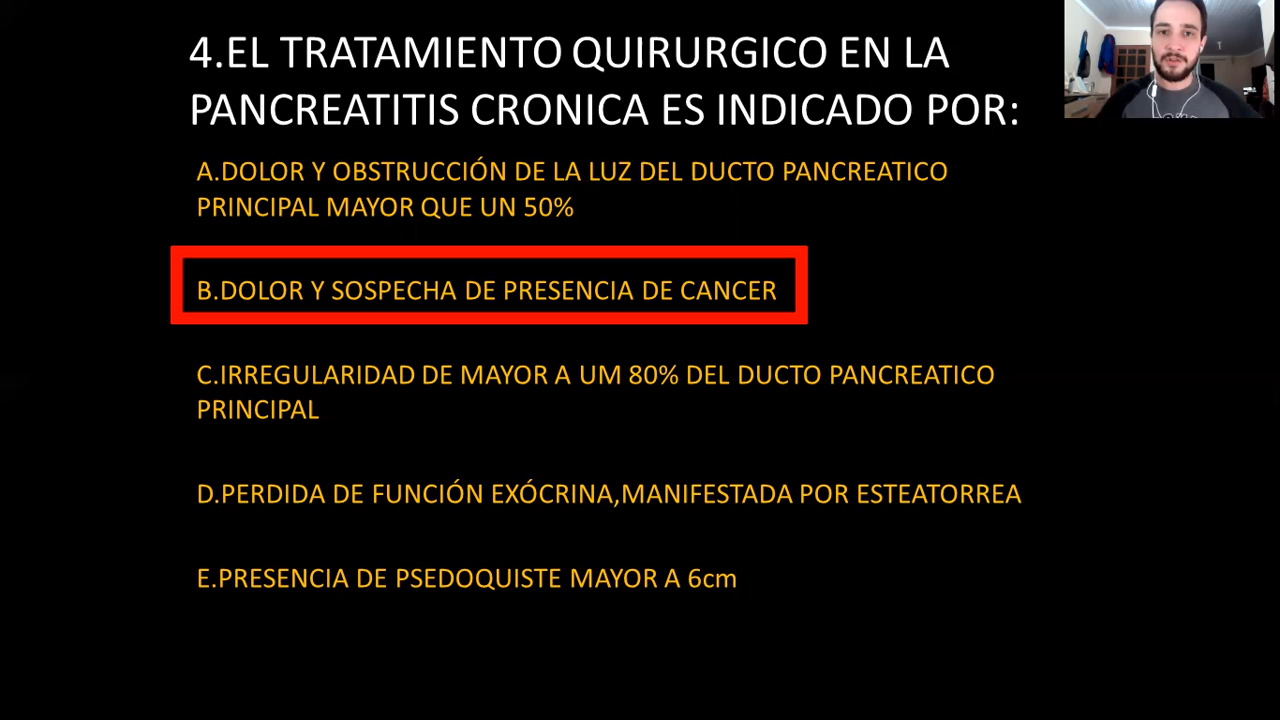 4.EL TRATAMIENTO QUIRURGICO EN LA
PANCREATITIS CRONICA ES INDICADO POR:
A.DOLOR Y OBSTRUCCIÓN DE LA LUZ DEL DUCTO PANCREATICO
PRINCIPAL MAYOR QUE UN 50%
B.DOLOR Y SOSPECHA DE PRESENCIA DE CANCER
C.IRREGULARIDAD DE MAYOR A UM 80% DEL DUCTO PANCREATICO
PRINCIPAL
D.PERDIDA DE FUNCIÓN EXÓCRINA,MANIFESTADA POR ESTEATORREA
E.PRESENCIA DE PSEDOQUISTE MAYOR A 6cm